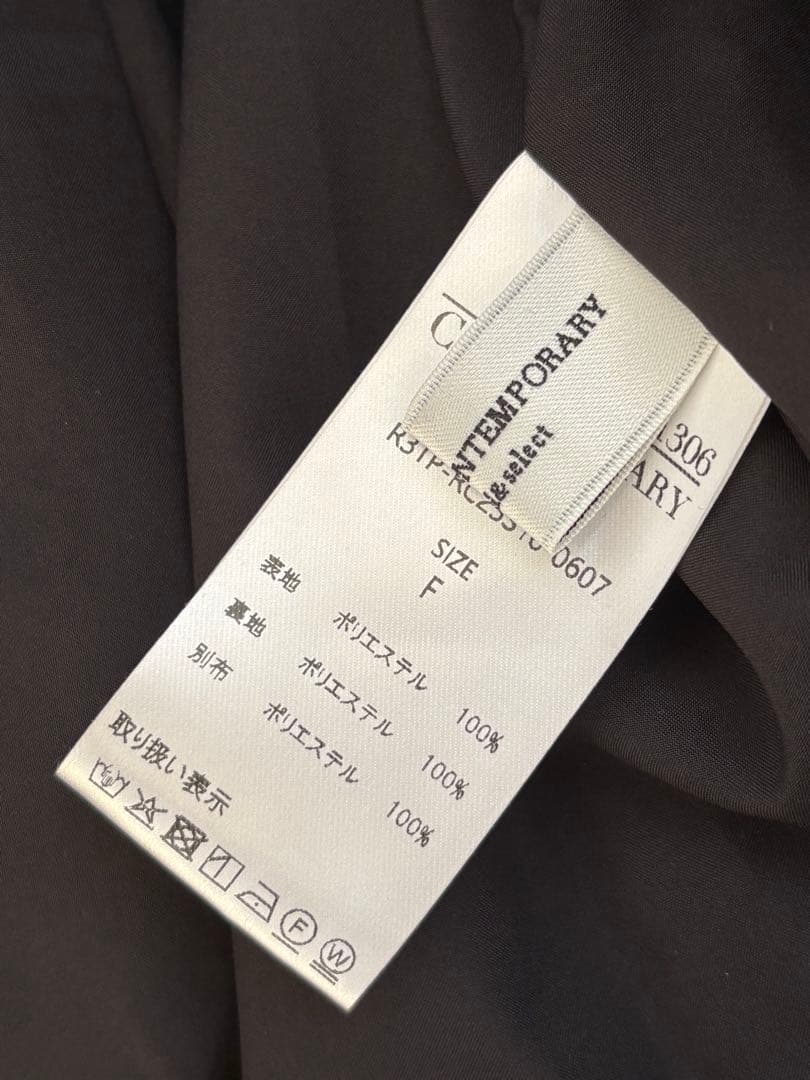 NTEMPORARY
&select
C
1306
ARY
0607
SIZE
F
表地 ポリエステル 100%
裏地 ポリエステル 100%
別布 ポリエステル 100%
取り扱い表示
F W